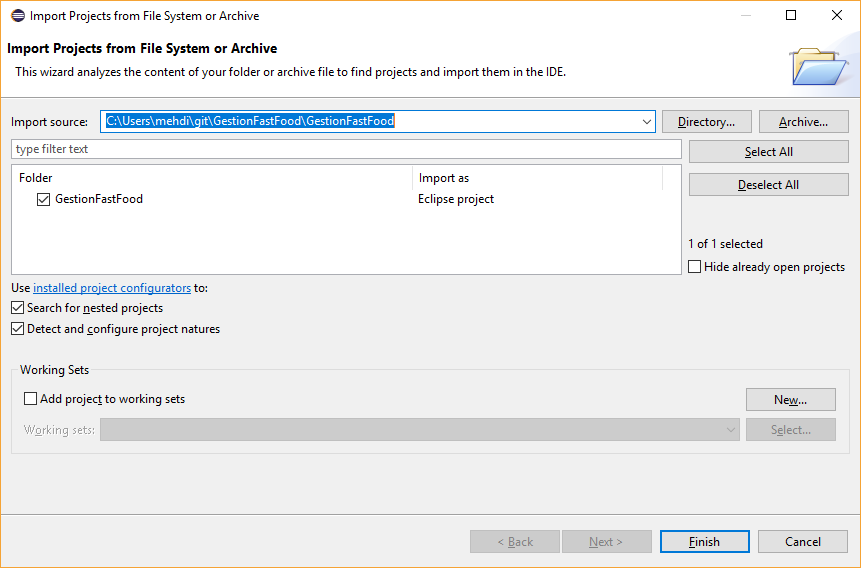 Import Projects from File System or Archive
Import Projects from File System or Archive
This wizard analyzes the content of your folder or archive file to find projects and import them in the IDE.
Import source: C:\Users\mehdi\git\GestionFastFood\GestionFastFood Directory... Archive...
type filter text Select All
Folder Import as Deselect All
GestionFastFood Eclipse project
1 of 1 selected
Hide already open projects
Use installed project configurators to:
Search for nested projects
Detect and configure project natures
Working Sets
Add project to working sets New...
Working sets: Select...
< Back Next > Finish Cancel